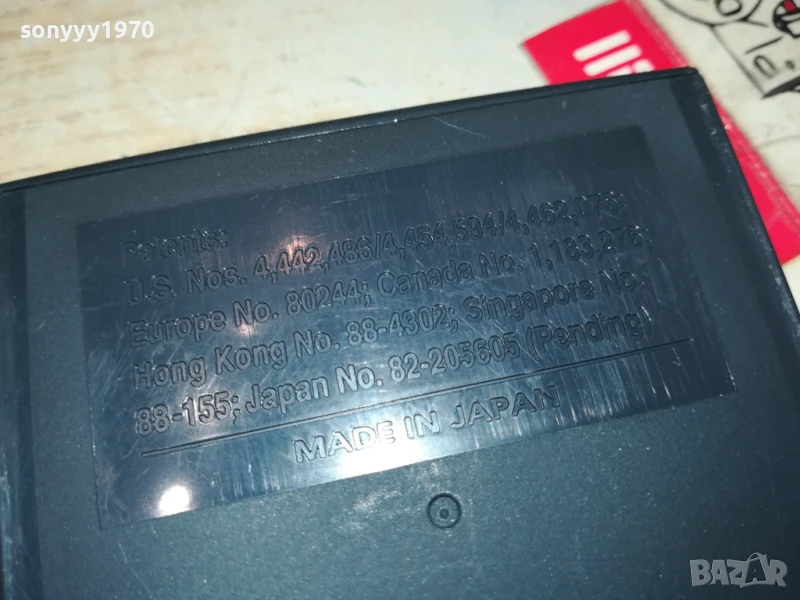 sonyyy1970
Patents:
U.S. Nos. 4,442,486/4,454,594/4,462,076;
Europe No. 80244; Canada No. 1,183,276;
Hong Kong No. 88-4302; Singapore No.
88-155; Japan No. 82-205605 (Pending)
MADE IN JAPAN
BAZAR